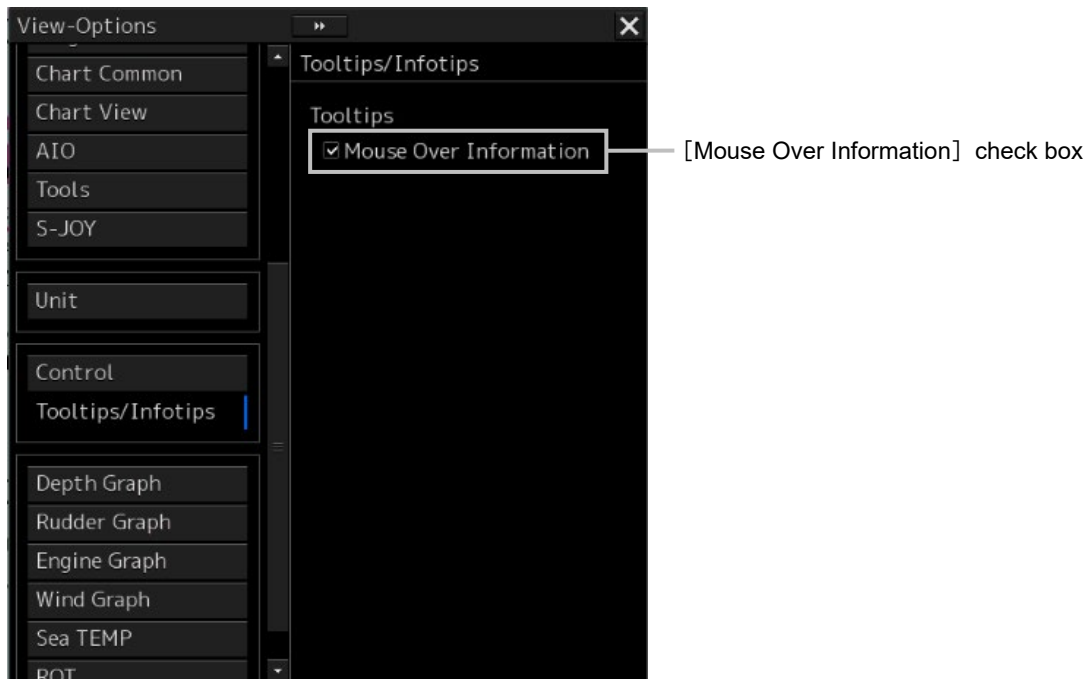 View-Options
Chart Common
Chart View
AIO
Tools
S-JOY
Unit
Control
Tooltips/Infotips
Depth Graph
Rudder Graph
Engine Graph
Wind Graph
Sea TEMP
ROT
Tooltips/Infotips
Tooltips
Mouse Over Information
［Mouse Over Information］ check box